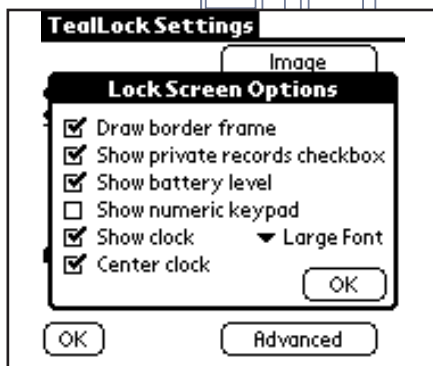 TealLock Settings
Image
Lock Screen Options
Draw border frame
Show private records checkbox
Show battery level
Show numeric keypad
Show clock Large Font
Center clock
OK
OK Advanced